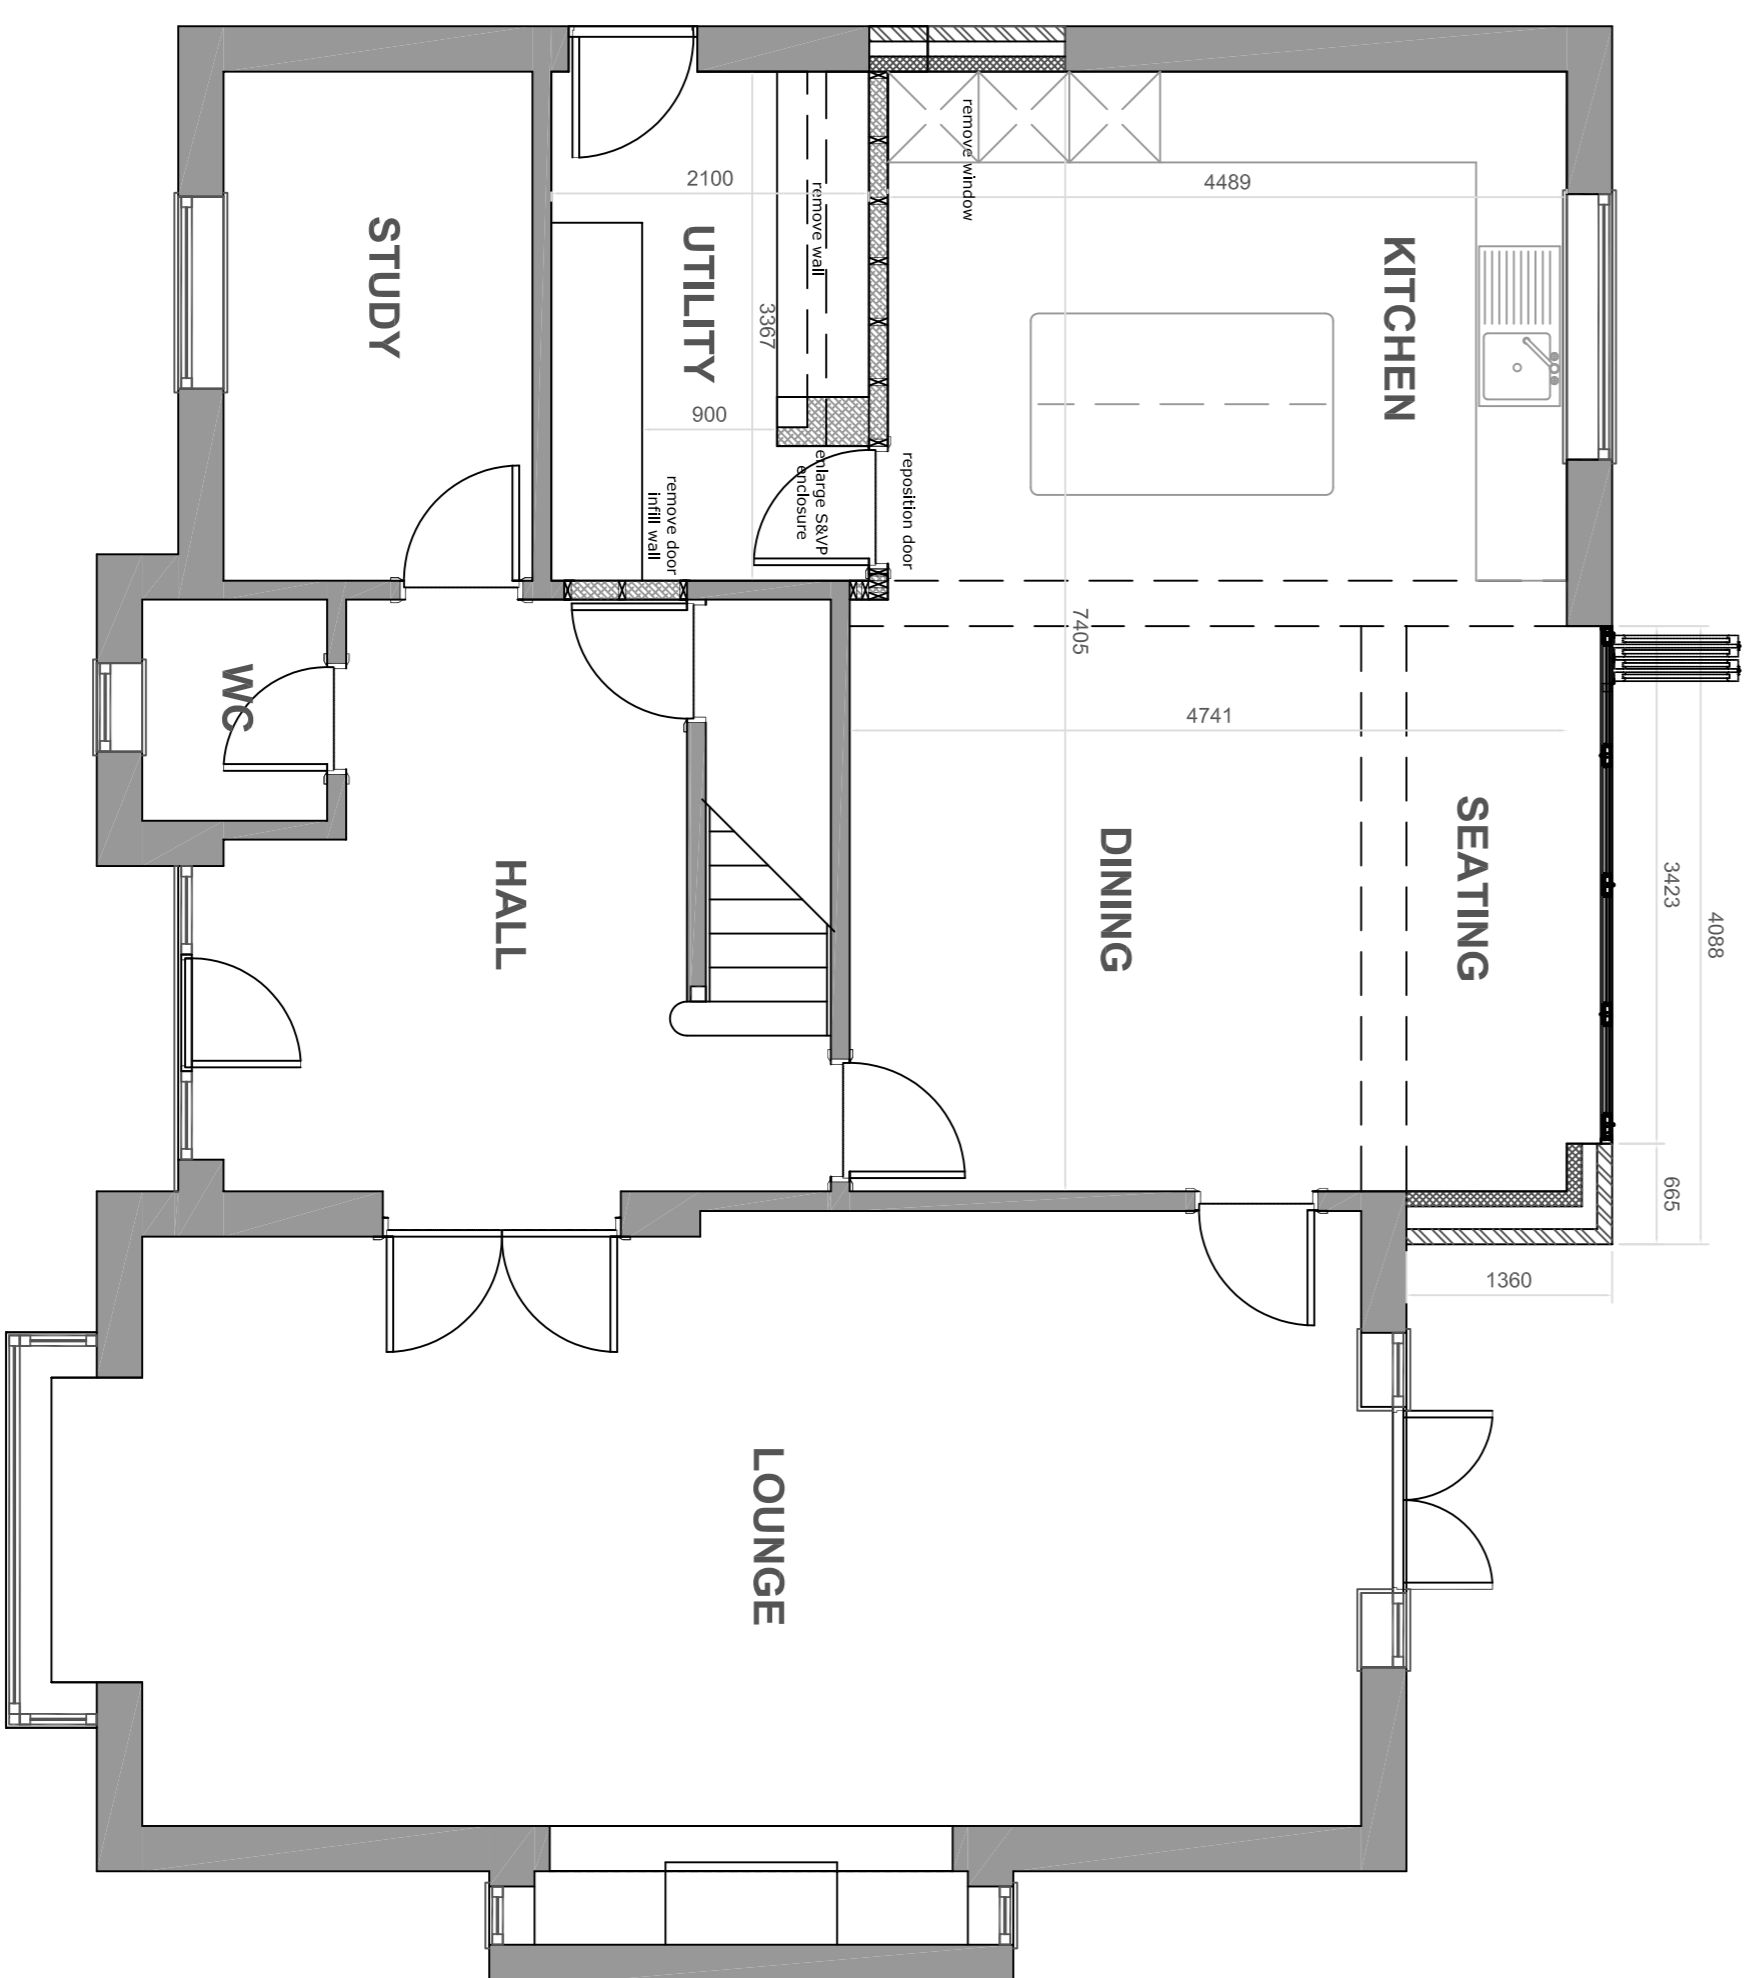 remove window
2100
4489
remove wall
STUDY
UTILITY
KITCHEN
3367
900
enlarge S&VP
enclosure
reposition door
remove door
infill wall
7405
WC
4741
SEATING
DINING
HALL
3423
4088
665
1360
LOUNGE